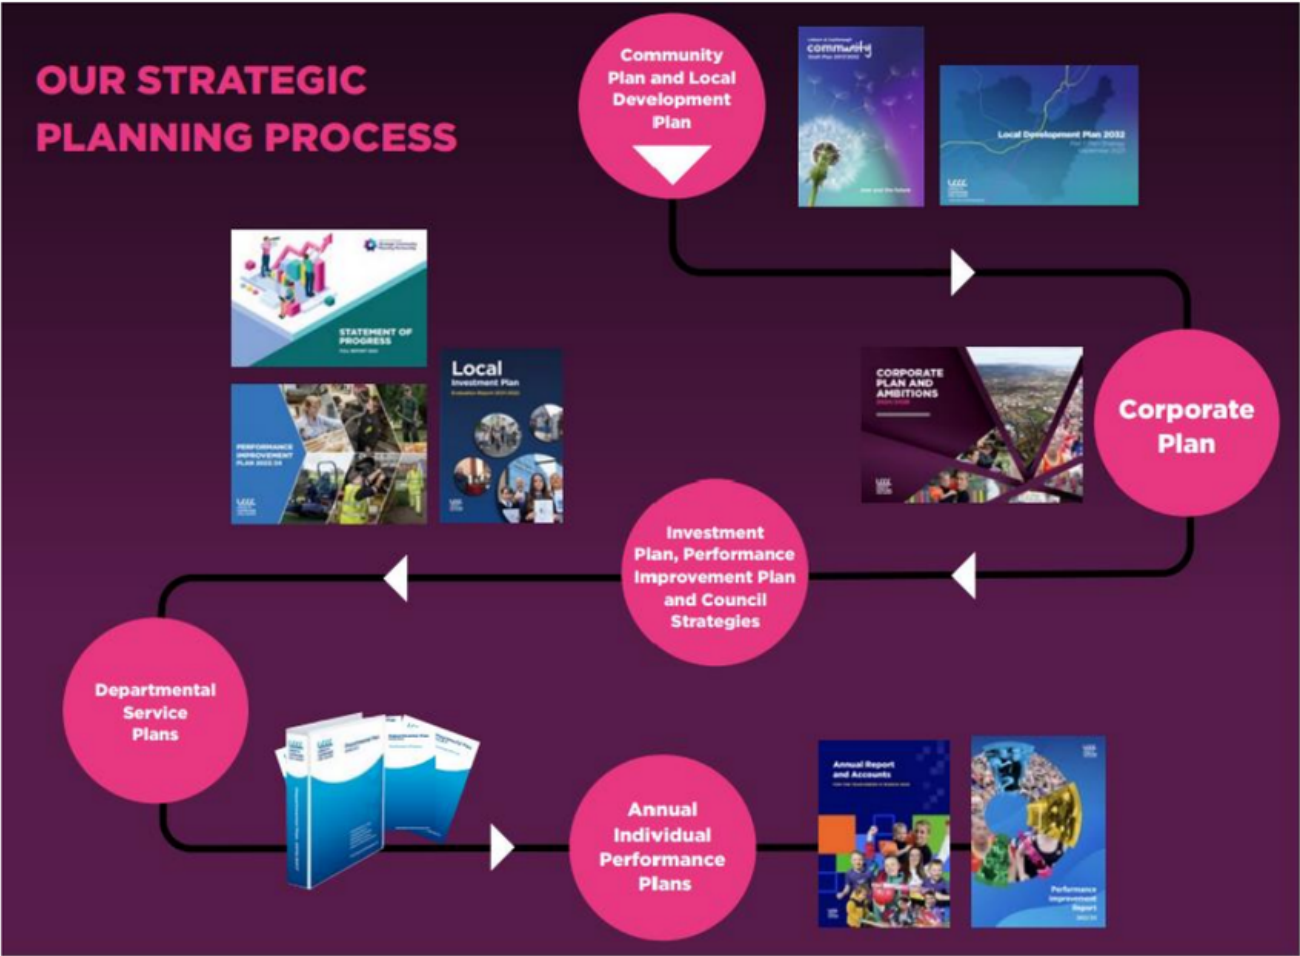 OUR STRATEGIC
PLANNING PROCESS
Community
Plan and Local
Development
Plan
community
Local Development Plan 2032
STATEMENT OF
PROGRESS
Local
Investment Plan
PERFORMANCE
IMPROVEMENT
PLAN 2022/23
CORPORATE
PLAN AND
AMBITIONS
Corporate
Plan
Investment
Plan, Performance
Improvement Plan
and Council
Strategies
Departmental
Service
Plans
Annual
Individual
Performance
Plans
Annual Report
and Accounts
Performance
Improvement
Report